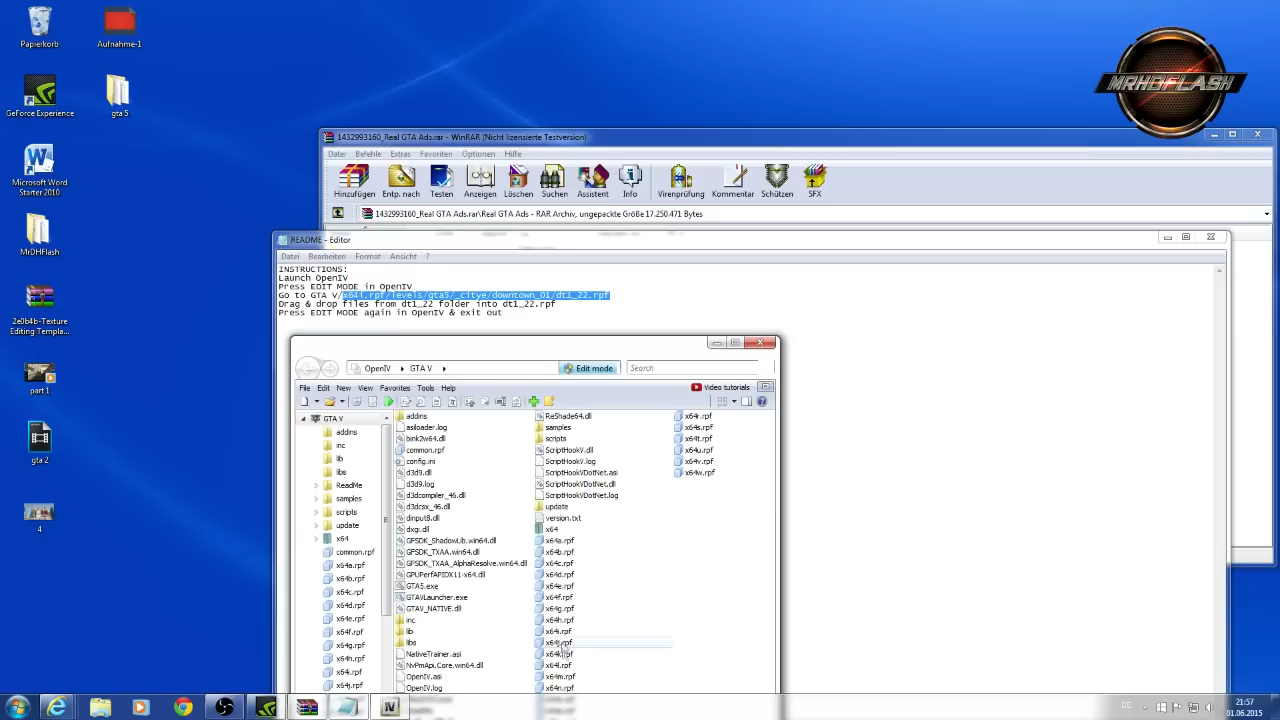 Papierkorb
Aufnahme-1
MRHDFLASH
GeForce Experience
gta 5
Microsoft Word
Starter 2010
MrDHFlash
2e0b4b-Texture
Editing Templa...
part 1
gta 2
4
1432993160_Real GTA Ads.rar - WinRAR (Nicht lizensierte Testversion)
Datei Befehle Extras Favoriten Optionen Hilfe
Hinzufügen Entp. nach Testen Anzeigen Löschen Suchen Assistent Info Virenprüfung Kommentar Schützen SFX
1432993160_Real GTA Ads.rar\Real GTA Ads - RAR Archiv, ungepackte Größe 17.250.471 Bytes
README - Editor
Datei Bearbeiten Format Ansicht ?
INSTRUCTIONS:
Launch OpenIV
Press EDIT MODE in OpenIV
Go to GTA V/x64j.rpf/levels/gta5/_citye/downtown_01/dt1_22.rpf
Drag & drop files from dt1_22 folder into dt1_22.rpf
Press EDIT MODE again in OpenIV & exit out
OpenIV GTA V Edit mode Search
File Edit New View Favorites Tools Help Video tutorials
GTA V
addins
inc
lib
libs
ReadMe
samples
scripts
update
x64
common.rpf
x64a.rpf
x64b.rpf
x64c.rpf
x64d.rpf
x64e.rpf
x64f.rpf
x64g.rpf
x64h.rpf
x64i.rpf
x64j.rpf
addins
asiloader.log
bink2w64.dll
common.rpf
config.ini
d3d9.dll
d3d9.log
d3dcompiler_46.dll
d3dcsx_46.dll
dinput8.dll
dxgi.dll
GFSDK_ShadowLib.win64.dll
GFSDK_TXAA.win64.dll
GFSDK_TXAA_AlphaResolve.win64.dll
GPUPerfAPIDX11-x64.dll
GTA5.exe
GTAVLauncher.exe
GTAV_NATIVE.dll
inc
lib
libs
NativeTrainer.asi
NvPmApi.Core.win64.dll
OpenIV.asi
OpenIV.log
ReShade64.dll
samples
scripts
ScriptHookV.dll
ScriptHookV.log
ScriptHookVDotNet.asi
ScriptHookVDotNet.dll
ScriptHookVDotNet.log
update
version.txt
x64
x64a.rpf
x64b.rpf
x64c.rpf
x64d.rpf
x64e.rpf
x64f.rpf
x64g.rpf
x64h.rpf
x64i.rpf
x64j.rpf
x64k.rpf
x64l.rpf
x64m.rpf
x64n.rpf
x64r.rpf
x64s.rpf
x64t.rpf
x64u.rpf
x64v.rpf
x64w.rpf
DE
21:57
01.06.2015